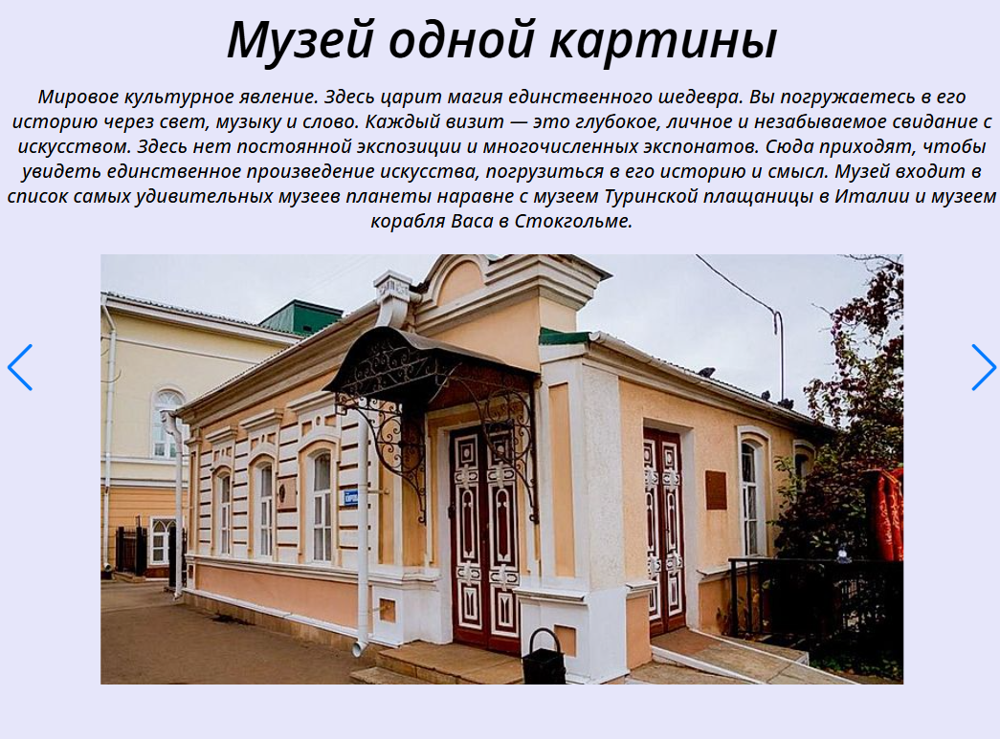 Музей одной картины
Мировое культурное явление. Здесь царит магия единственного шедевра. Вы погружаетесь в его
историю через свет, музыку и слово. Каждый визит — это глубокое, личное и незабываемое свидание с
искусством. Здесь нет постоянной экспозиции и многочисленных экспонатов. Сюда приходят, чтобы
увидеть единственное произведение искусства, погрузиться в его историю и смысл. Музей входит в
список самых удивительных музеев планеты наравне с музеем Туринской плащаницы в Италии и музеем
корабля Васа в Стокгольме.